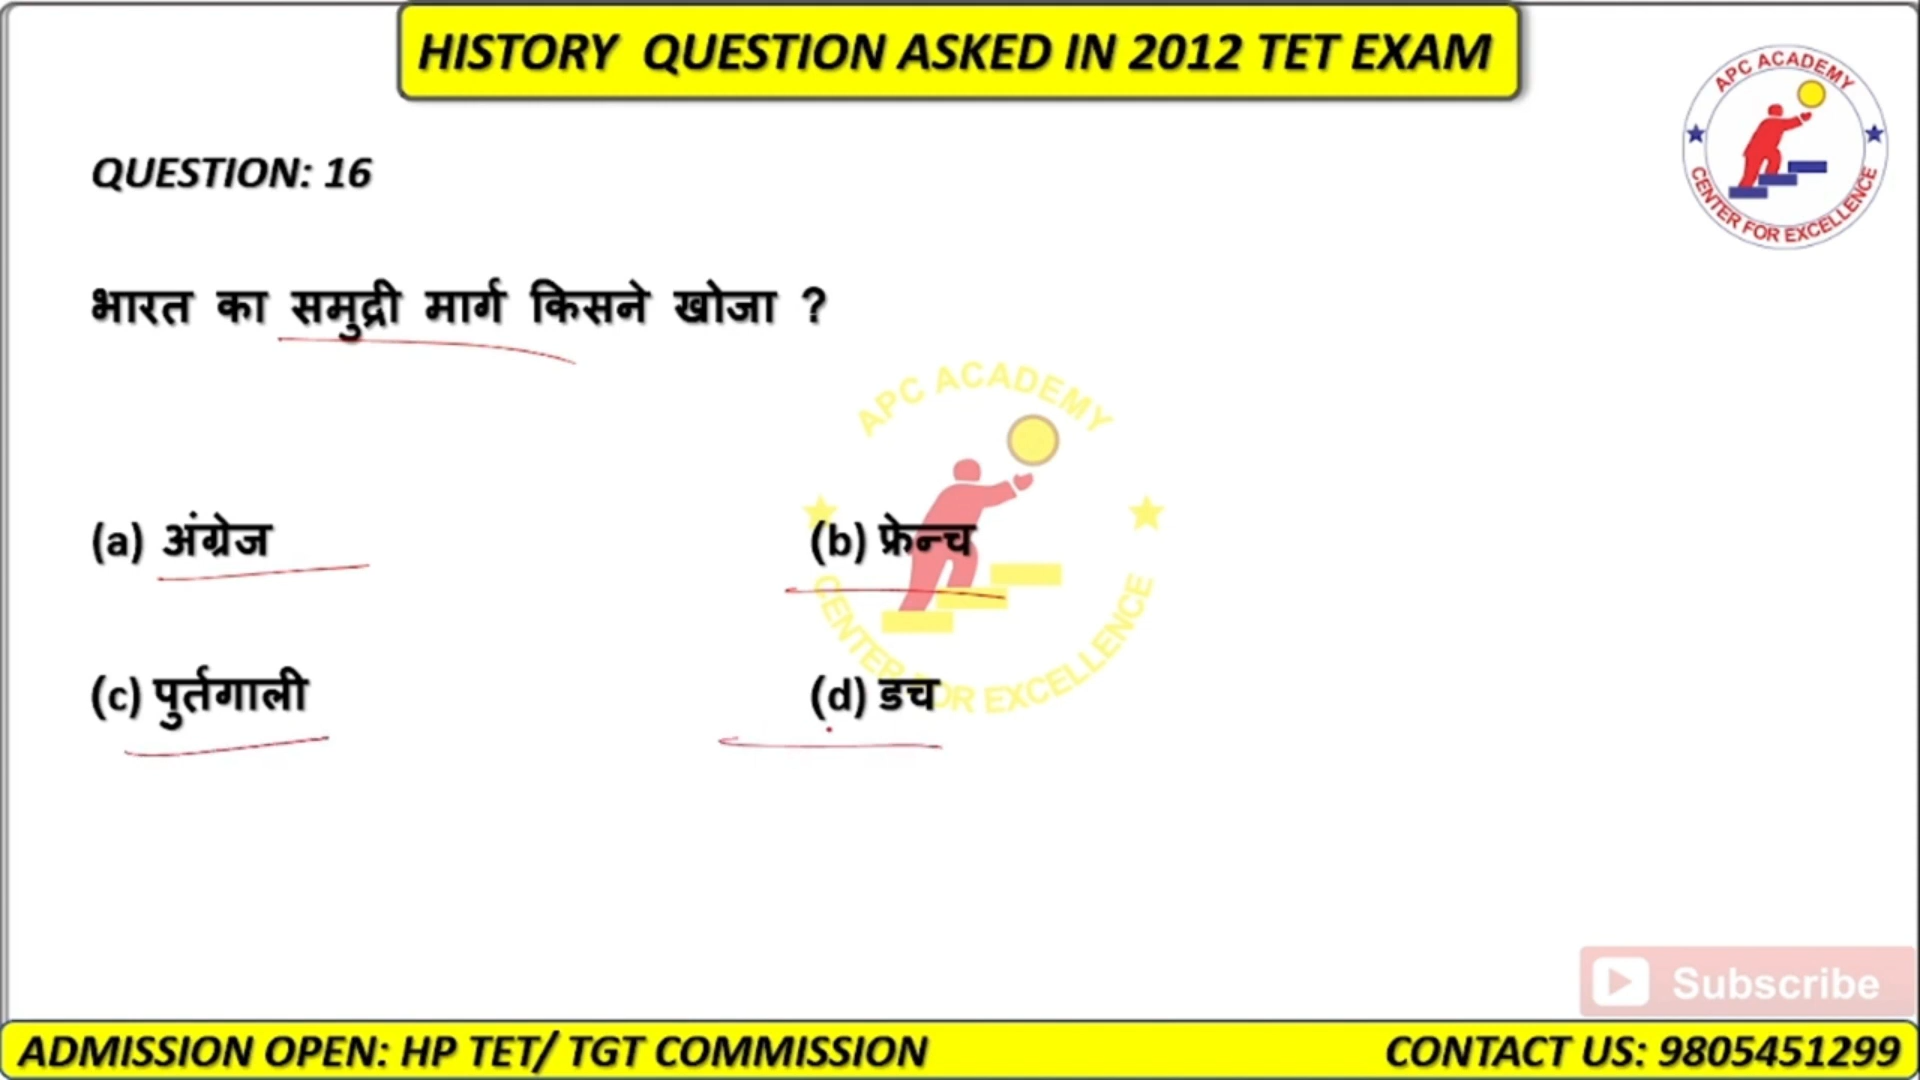 HISTORY QUESTION ASKED IN 2012 TET EXAM
APC ACADEMY
CENTER FOR EXCELLENCE
QUESTION: 16
भारत का समुद्री मार्ग किसने खोजा ?
APC ACADEMY
CENTER FOR EXCELLENCE
(a) अंग्रेज
(b) फ्रेन्च
(c) पुर्तगाली
(d) डच
Subscribe
ADMISSION OPEN: HP TET/ TGT COMMISSION
CONTACT US: 9805451299